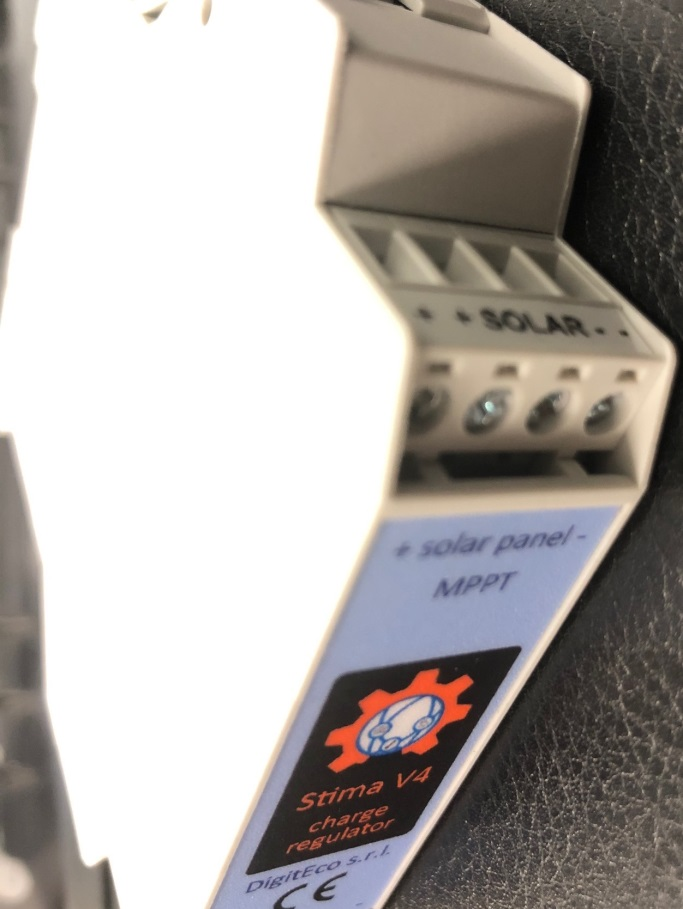 + + SOLAR - -
+ solar panel -
MPPT
Stima V4
charge
regulator
DigitEco s.r.l.
CE